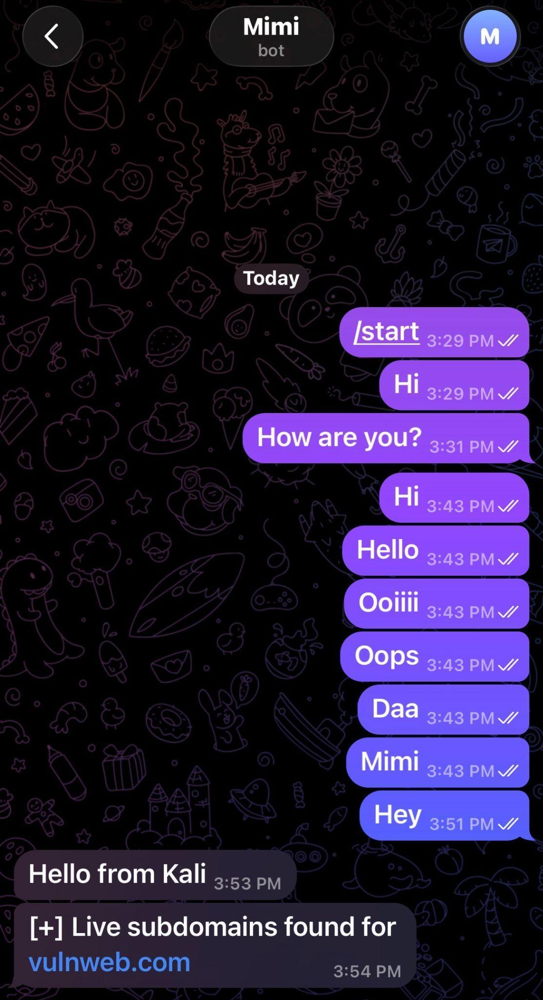 Mimi
bot
M
Today
/start 3:29 PM
Hi 3:29 PM
How are you? 3:31 PM
Hi 3:43 PM
Hello 3:43 PM
Ooiiii 3:43 PM
Oops 3:43 PM
Daa 3:43 PM
Mimi 3:43 PM
Hey 3:51 PM
Hello from Kali 3:53 PM
[+] Live subdomains found for
vulnweb.com 3:54 PM